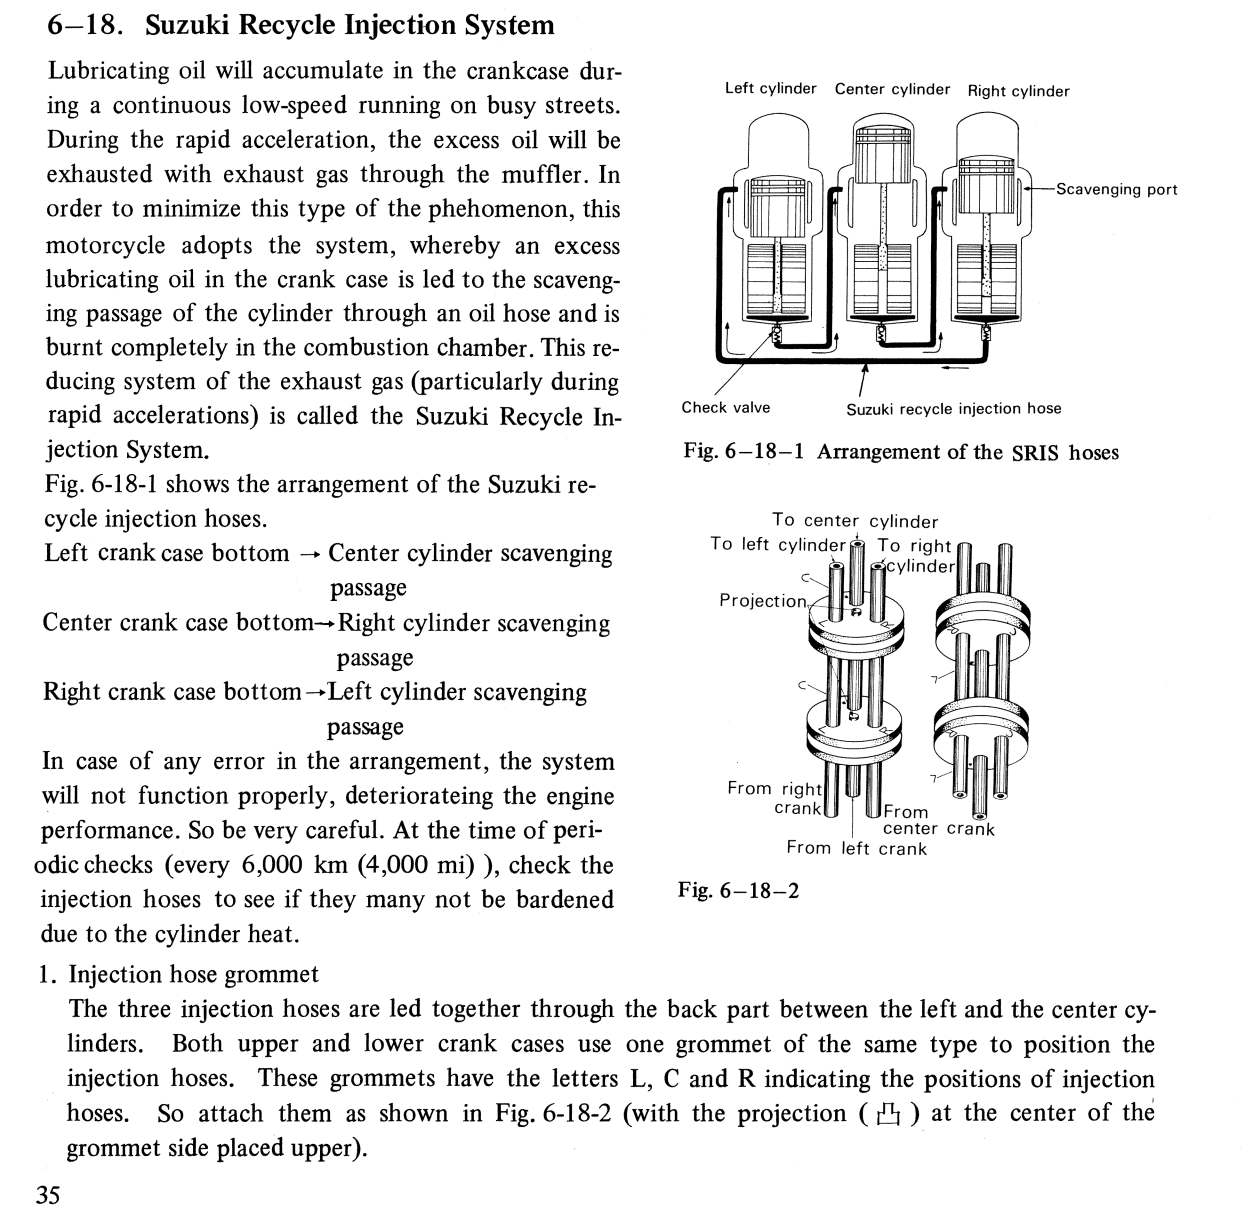 6–18. Suzuki Recycle Injection System
Lubricating oil will accumulate in the crankcase dur-
ing a continuous low-speed running on busy streets.
During the rapid acceleration, the excess oil will be
exhausted with exhaust gas through the muffler. In
order to minimize this type of the phehomenon, this
motorcycle adopts the system, whereby an excess
lubricating oil in the crank case is led to the scaveng-
ing passage of the cylinder through an oil hose and is
burnt completely in the combustion chamber. This re-
ducing system of the exhaust gas (particularly during
rapid accelerations) is called the Suzuki Recycle In-
jection System.
Fig. 6-18-1 shows the arrangement of the Suzuki re-
cycle injection hoses.
Left crank case bottom → Center cylinder scavenging
passage
Center crank case bottom→Right cylinder scavenging
passage
Right crank case bottom→Left cylinder scavenging
passage
In case of any error in the arrangement, the system
will not function properly, deteriorateing the engine
performance. So be very careful. At the time of peri-
odic checks (every 6,000 km (4,000 mi) ), check the
injection hoses to see if they many not be bardened
due to the cylinder heat.
Left cylinder Center cylinder Right cylinder
Scavenging port
Check valve
Suzuki recycle injection hose
Fig. 6–18–1 Arrangement of the SRIS hoses
To center cylinder
To left cylinder
To right
cylinder
C
Projection
L
R
C
L
R
From right
crank
From
center crank
From left crank
Fig. 6–18–2
1. Injection hose grommet
The three injection hoses are led together through the back part between the left and the center cy-
linders. Both upper and lower crank cases use one grommet of the same type to position the
injection hoses. These grommets have the letters L, C and R indicating the positions of injection
hoses. So attach them as shown in Fig. 6-18-2 (with the projection (凸) at the center of the
grommet side placed upper).
35